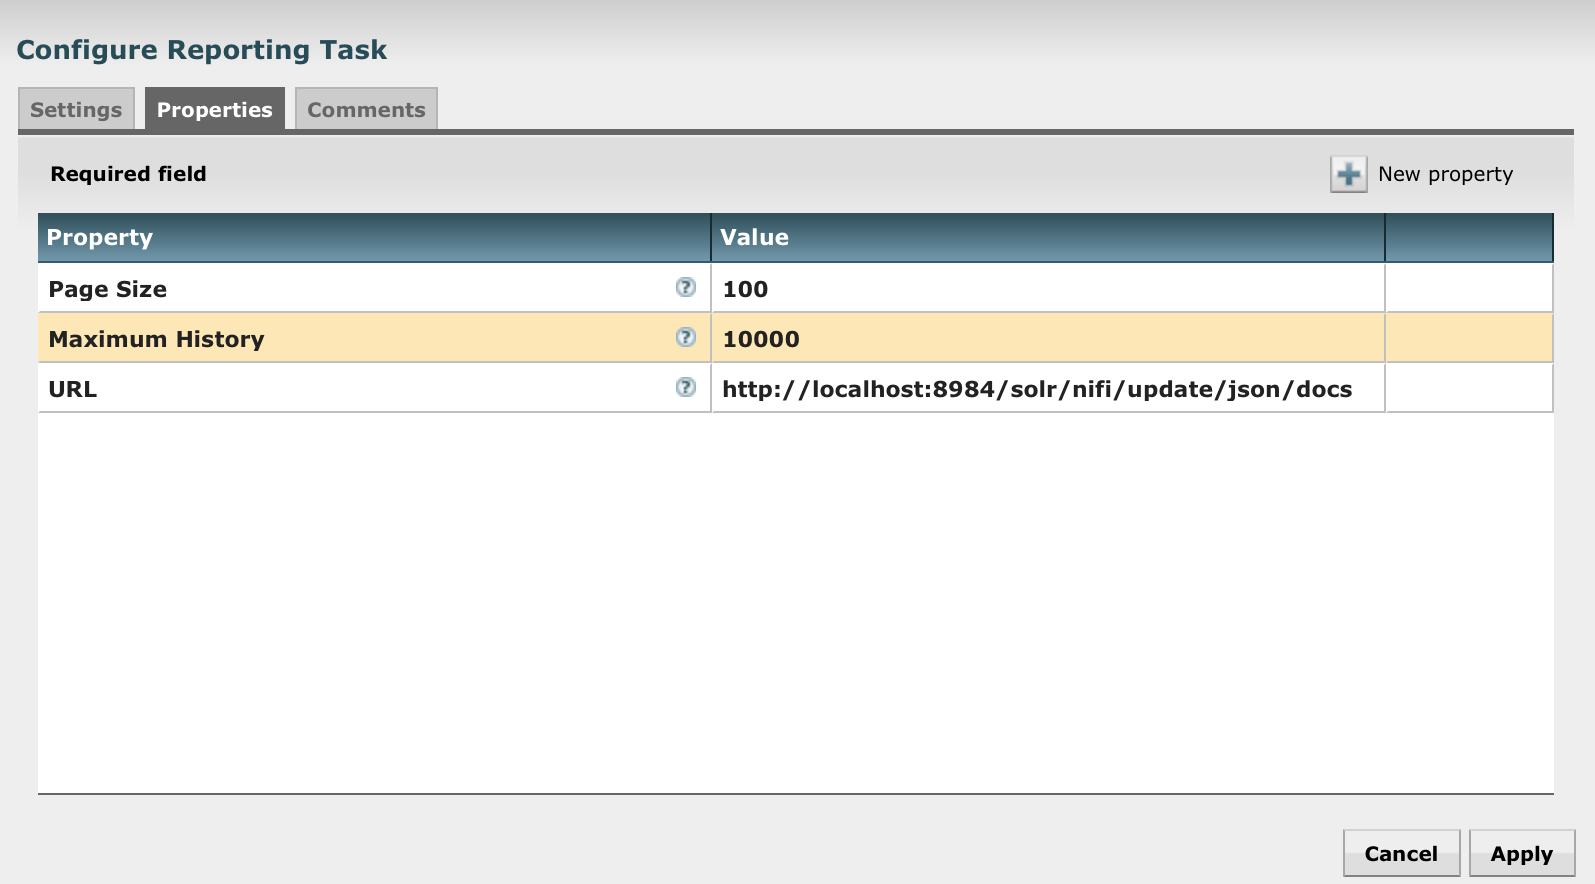 Configure Reporting Task
Settings Properties Comments
Required field New property
Property Value
Page Size ? 100
Maximum History ? 10000
URL ? http://localhost:8984/solr/nifi/update/json/docs
Cancel Apply